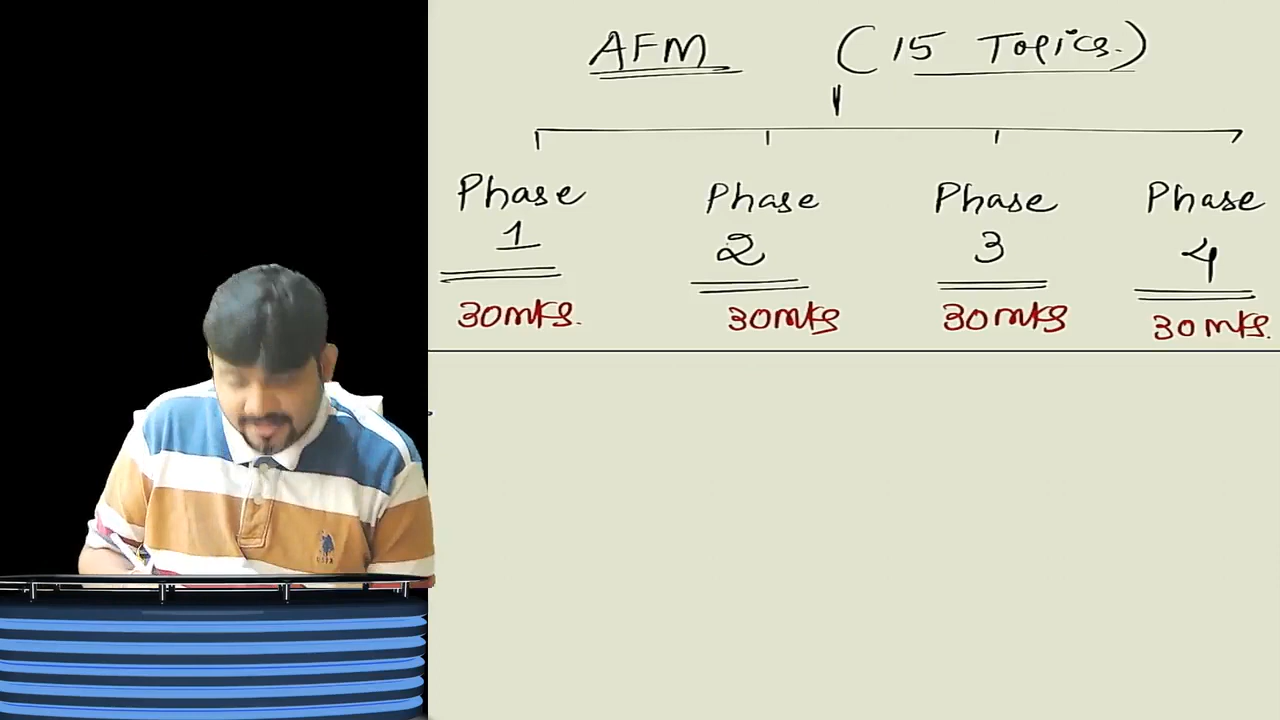 AFM (15 Topics.)
Phase 1 Phase 2 Phase 3 Phase 4
30mks. 30mks 30mks 30mks.